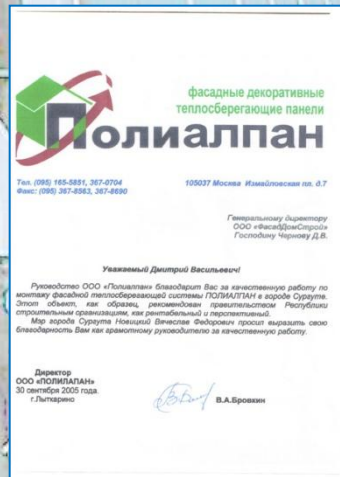 фасадные декоративные
теплосберегающие панели
Полиалпан
Тел. (095) 165-5851, 367-0704
Факс: (095) 367-8563, 367-8690
105037 Москва Измайловская пл. д.7
Генеральному директору
ООО «ФасадДомСтрой»
Господину Чернову Д.В.
Уважаемый Дмитрий Васильевич!
Руководство ООО «Полиалпан» благодарит Вас за качественную работу по
монтажу фасадной теплосберегающей системы ПОЛИАЛПАН в городе Сургуте.
Этот объект, как образец, рекомендован правительством Республики
строительным организациям, как рентабельный и перспективный.
Мэр города Сургута Новицкий Вячеслав Федорович просил выразить свою
благодарность Вам как грамотному руководителю за качественную работу.
Директор
ООО «ПОЛИЛАПАН»
30 сентября 2005 года.
г.Лыткарино
В.А.Бровкин